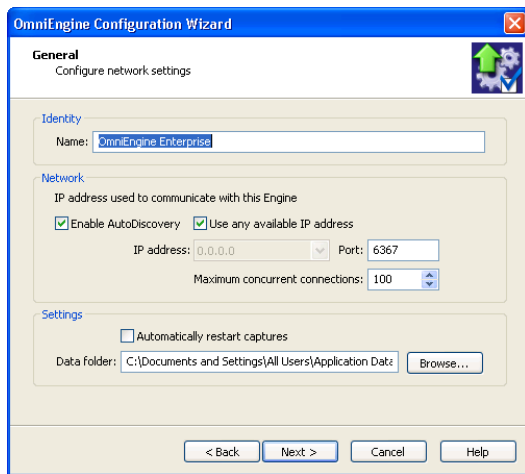 OmniEngine Configuration Wizard
General
Configure network settings
Identity
Name: OmniEngine Enterprise
Network
IP address used to communicate with this Engine
Enable AutoDiscovery Use any available IP address
IP address: 0.0.0.0 Port: 6367
Maximum concurrent connections: 100
Settings
Automatically restart captures
Data folder: C:\Documents and Settings\All Users\Application Data Browse...
< Back Next > Cancel Help